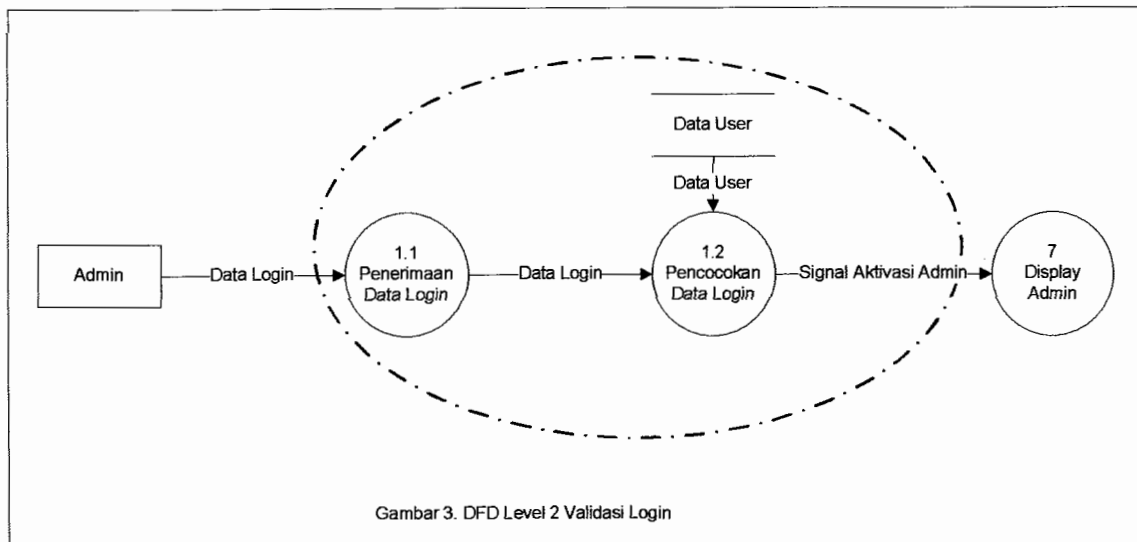 Data User
Data User
Admin
Data Login
1.1
Penerimaan
Data Login
Data Login
1.2
Pencocokan
Data Login
Signal Aktivasi Admin
7
Display
Admin
Gambar 3. DFD Level 2 Validasi Login